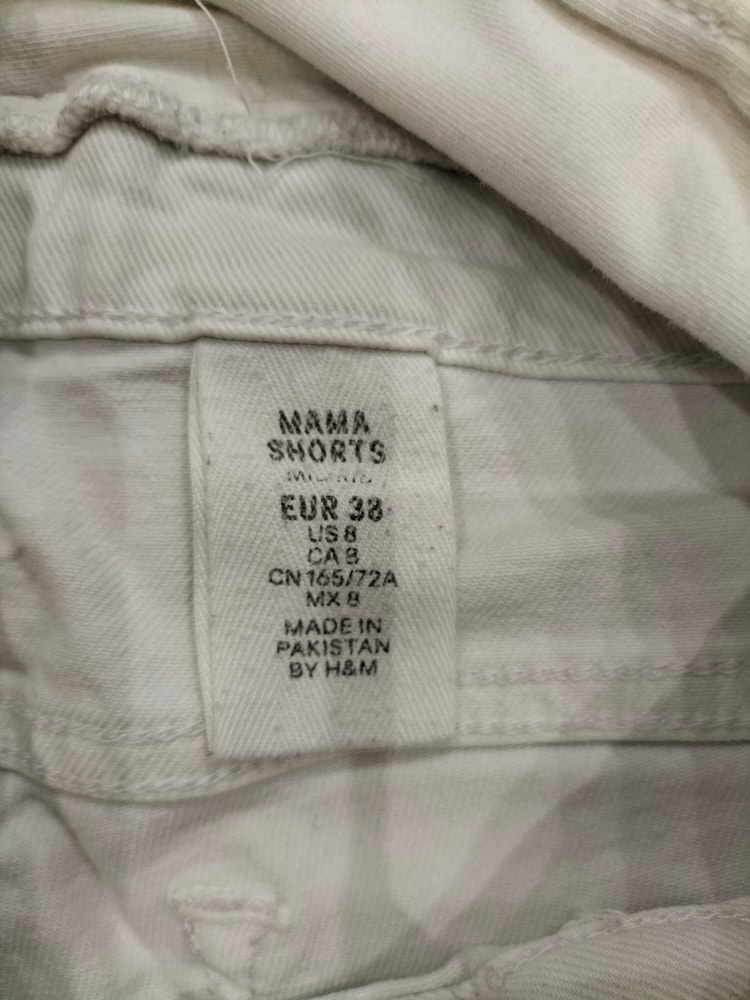 MAMA
SHORTS
EUR 38
US 8
CA 8
CN 165/72A
MX 8
MADE IN
PAKISTAN
BY H&M